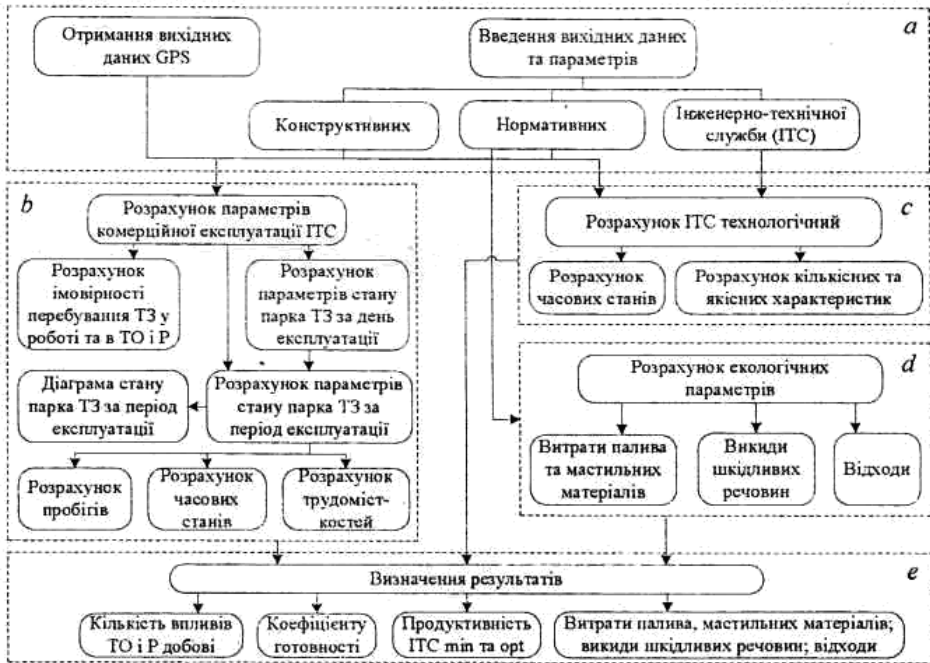 Отримання вихідних
даних GPS
Введення вихідних даних
та параметрів
a
Конструктивних
Нормативних
Інженерно-технічної
служби (ІТС)
b
Розрахунок параметрів
комерційної експлуатації ІТС
Розрахунок
імовірності
перебування ТЗ у
роботі та в ТО і Р
Розрахунок
параметрів стану
парка ТЗ за день
експлуатації
Діаграма стану
парка ТЗ за період
експлуатації
Розрахунок параметрів
стану парка ТЗ за
період експлуатації
Розрахунок
пробігів
Розрахунок
часових
станів
Розрахунок
трудоміст-
костей
c
Розрахунок ІТС технологічний
Розрахунок
часових станів
Розрахунок кількісних та
якісних характеристик
d
Розрахунок екологічних
параметрів
Витрати палива
та мастильних
матеріалів
Викиди
шкідливих
речовин
Відходи
e
Визначення результатів
Кількість впливів
ТО і Р добові
Коефіцієнту
готовності
Продуктивність
ІТС min та opt
Витрати палива, мастильних матеріалів;
викиди шкідливих речовин; відходи